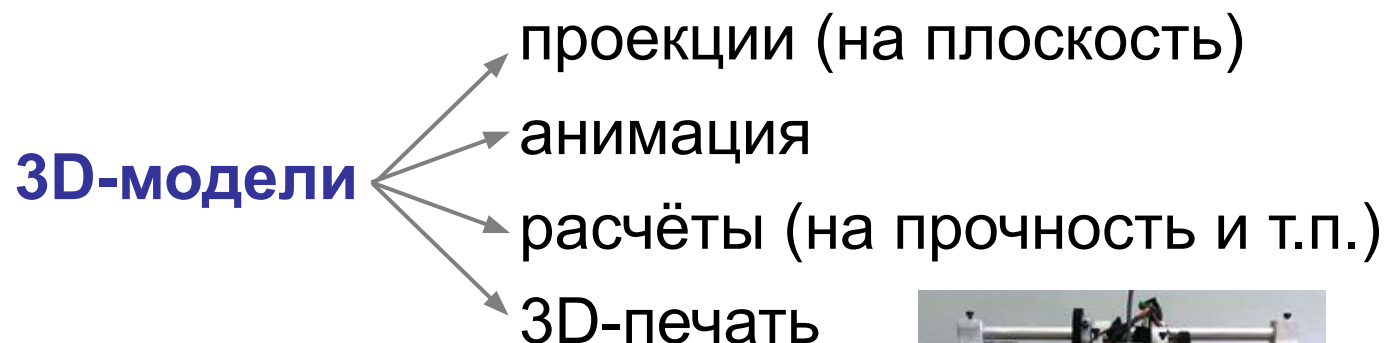 проекции (на плоскость)
анимация
3D-модели
расчёты (на прочность и т.п.)
3D-печать